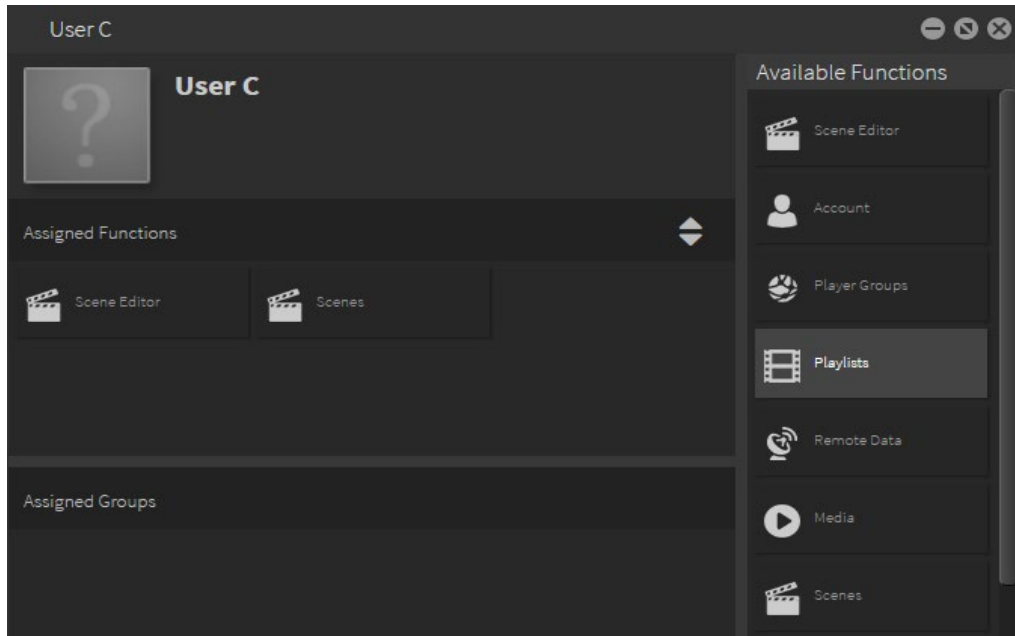 User C
User C
Assigned Functions
Scene Editor
Scenes
Assigned Groups
Available Functions
Scene Editor
Account
Player Groups
Playlists
Remote Data
Media
Scenes